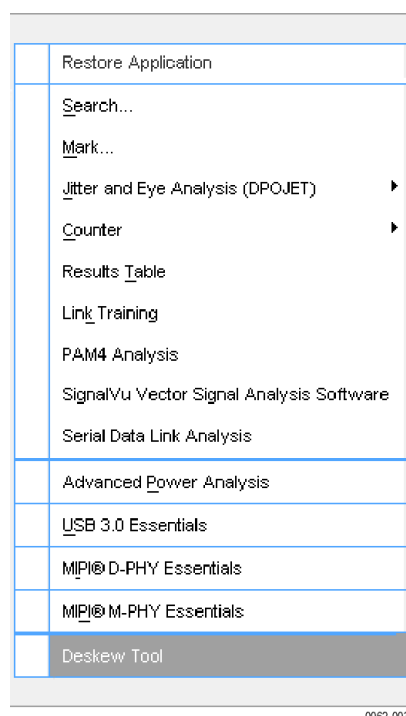 Restore Application
Search...
Mark...
Jitter and Eye Analysis (DPOJET)
Counter
Results Table
Link Training
PAM4 Analysis
SignalVu Vector Signal Analysis Software
Serial Data Link Analysis
Advanced Power Analysis
USB 3.0 Essentials
MIPI® D-PHY Essentials
MIPI® M-PHY Essentials
Deskew Tool